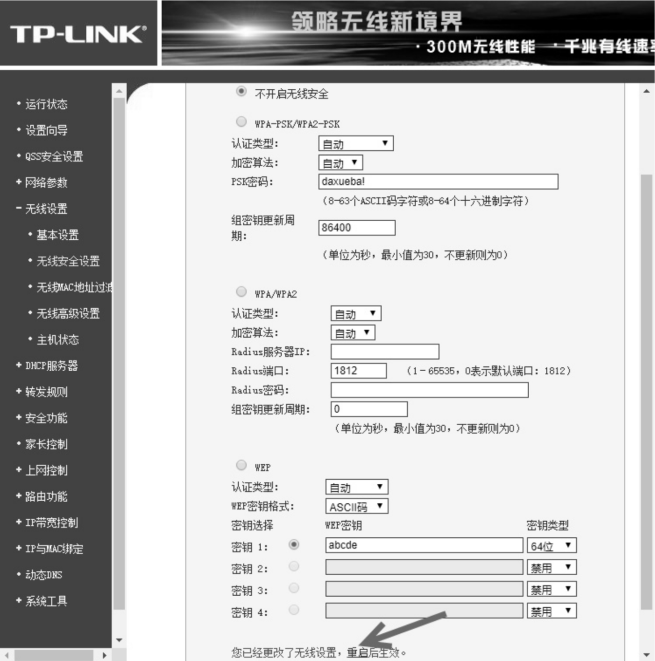 TP-LINK®
领略无线新境界
·300M无线性能 ·千兆有线速
• 运行状态
• 设置向导
• QSS安全设置
+ 网络参数
- 无线设置
• 基本设置
• 无线安全设置
• 无线MAC地址过滤
• 无线高级设置
• 主机状态
+ DHCP服务器
+ 转发规则
+ 安全功能
• 家长控制
+ 上网控制
+ 路由功能
+ IP带宽控制
+ IP与MAC绑定
• 动态DNS
+ 系统工具
不开启无线安全
WPA-PSK/WPA2-PSK
认证类型: 自动
加密算法: 自动
PSK密码: daxueba!
(8-63个ASCII码字符或8-64个十六进制字符)
组密钥更新周
期: 86400
(单位为秒,最小值为30,不更新则为0)
WPA/WPA2
认证类型: 自动
加密算法: 自动
Radius服务器IP:
Radius端口: 1812 (1-65535,0表示默认端口:1812)
Radius密码:
组密钥更新周期: 0
(单位为秒,最小值为30,不更新则为0)
WEP
认证类型: 自动
WEP密钥格式: ASCII码
密钥选择 WEP密钥 密钥类型
密钥 1: abcde 64位
密钥 2: 禁用
密钥 3: 禁用
密钥 4: 禁用
您已经更改了无线设置,重启后生效。